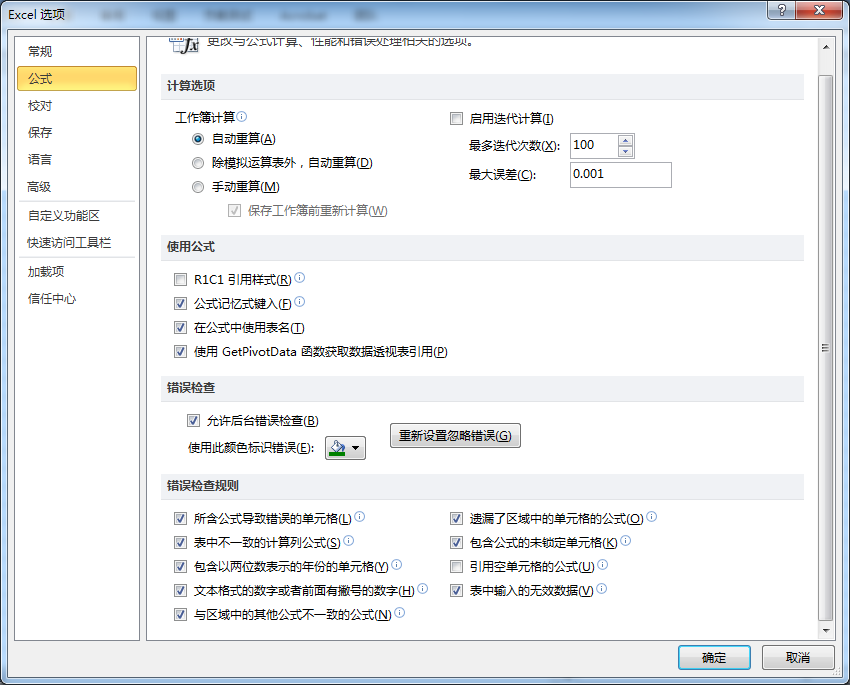 Excel 选项
常规
公式
校对
保存
语言
高级
自定义功能区
快速访问工具栏
加载项
信任中心
更改与公式计算、性能和错误处理相关的选项。
计算选项
工作簿计算
自动重算(A)
除模拟运算表外，自动重算(D)
手动重算(M)
保存工作簿前重新计算(W)
启用迭代计算(I)
最多迭代次数(X): 100
最大误差(C): 0.001
使用公式
R1C1 引用样式(R)
公式记忆式键入(F)
在公式中使用表名(T)
使用 GetPivotData 函数获取数据透视表引用(P)
错误检查
允许后台错误检查(B)
使用此颜色标识错误(E):
重新设置忽略错误(G)
错误检查规则
所含公式导致错误的单元格(L)
表中不一致的计算列公式(S)
包含以两位数表示的年份的单元格(Y)
文本格式的数字或者前面有撇号的数字(H)
与区域中的其他公式不一致的公式(N)
遗漏了区域中的单元格的公式(O)
包含公式的未锁定单元格(K)
引用空单元格的公式(U)
表中输入的无效数据(V)
确定
取消